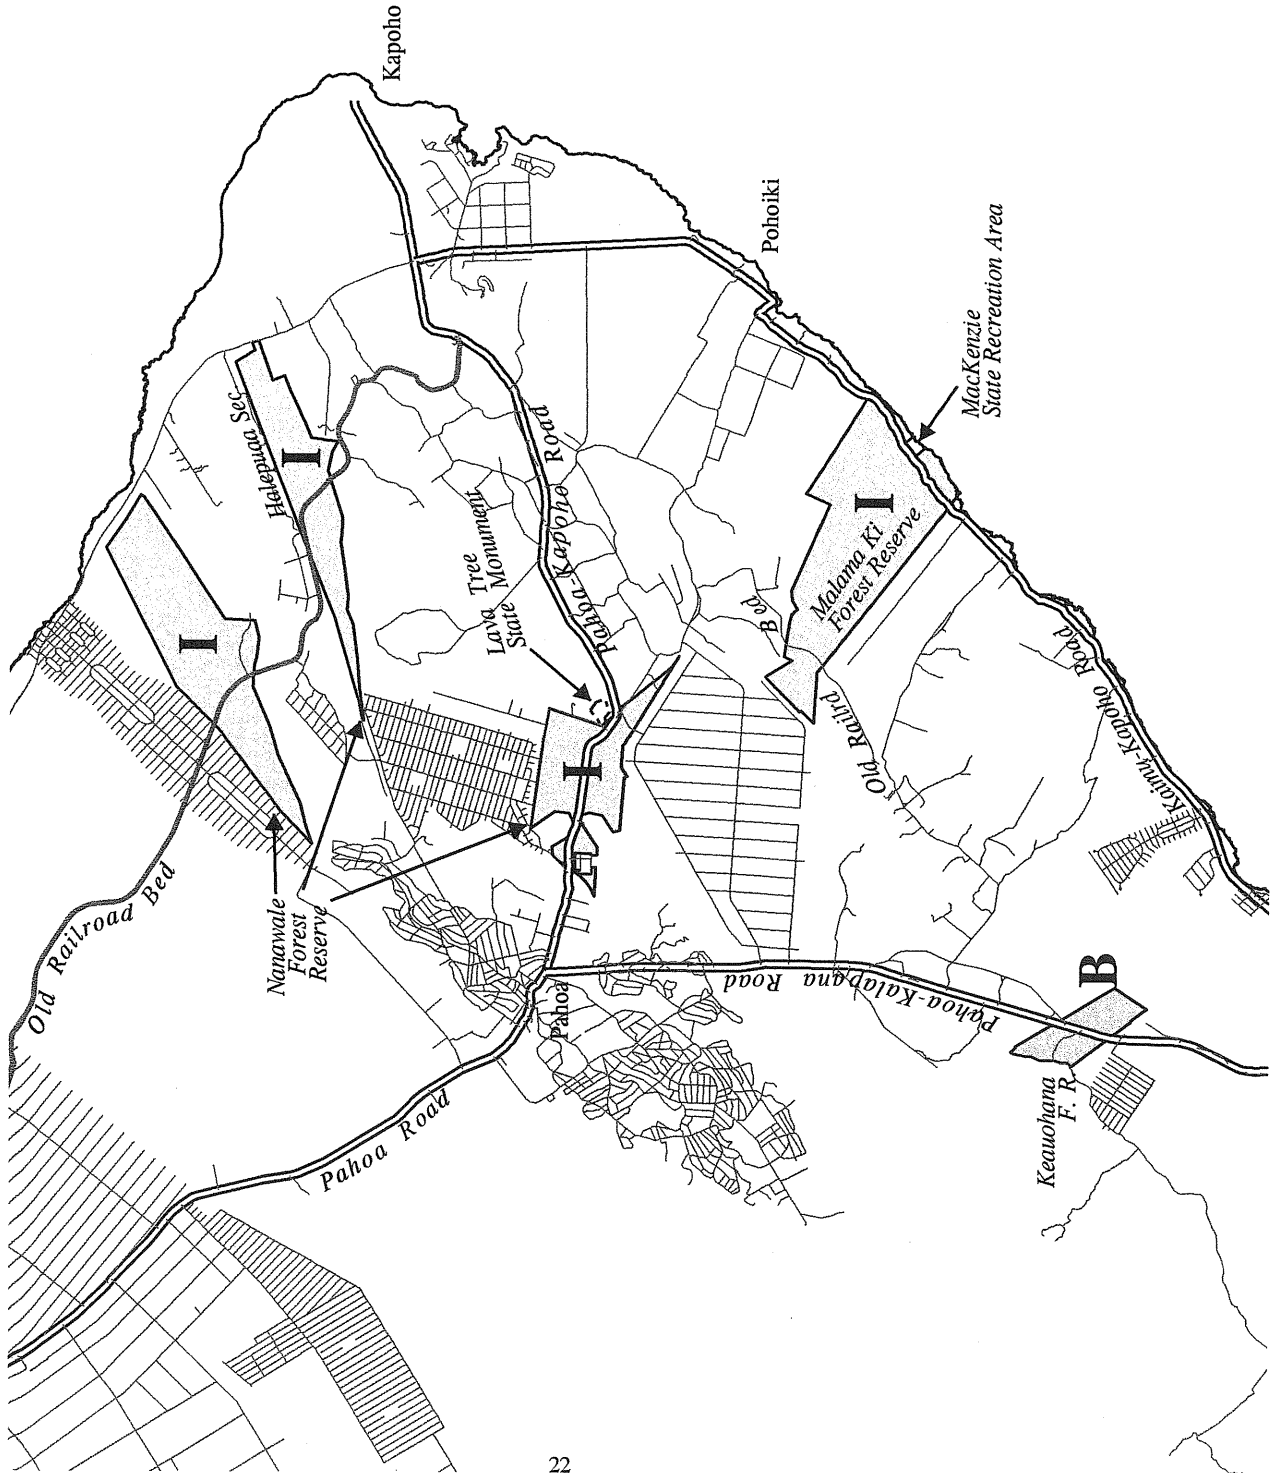 Kapoho
Pohoiki
MacKenzie
State Recreation Area
Halepuaa Sec.
I
I
Lava Tree
State Monument
Pahoa-Kapoho Road
I
Malama Ki
Forest Reserve
Old Railrd Bed
I
Kaimu-Kapoho Road
Old Railroad Bed
Nanawale
Forest
Reserve
Pahoa
Pahoa Road
Pahoa-Kalapana Road
B
Keauohana
F. R.
22